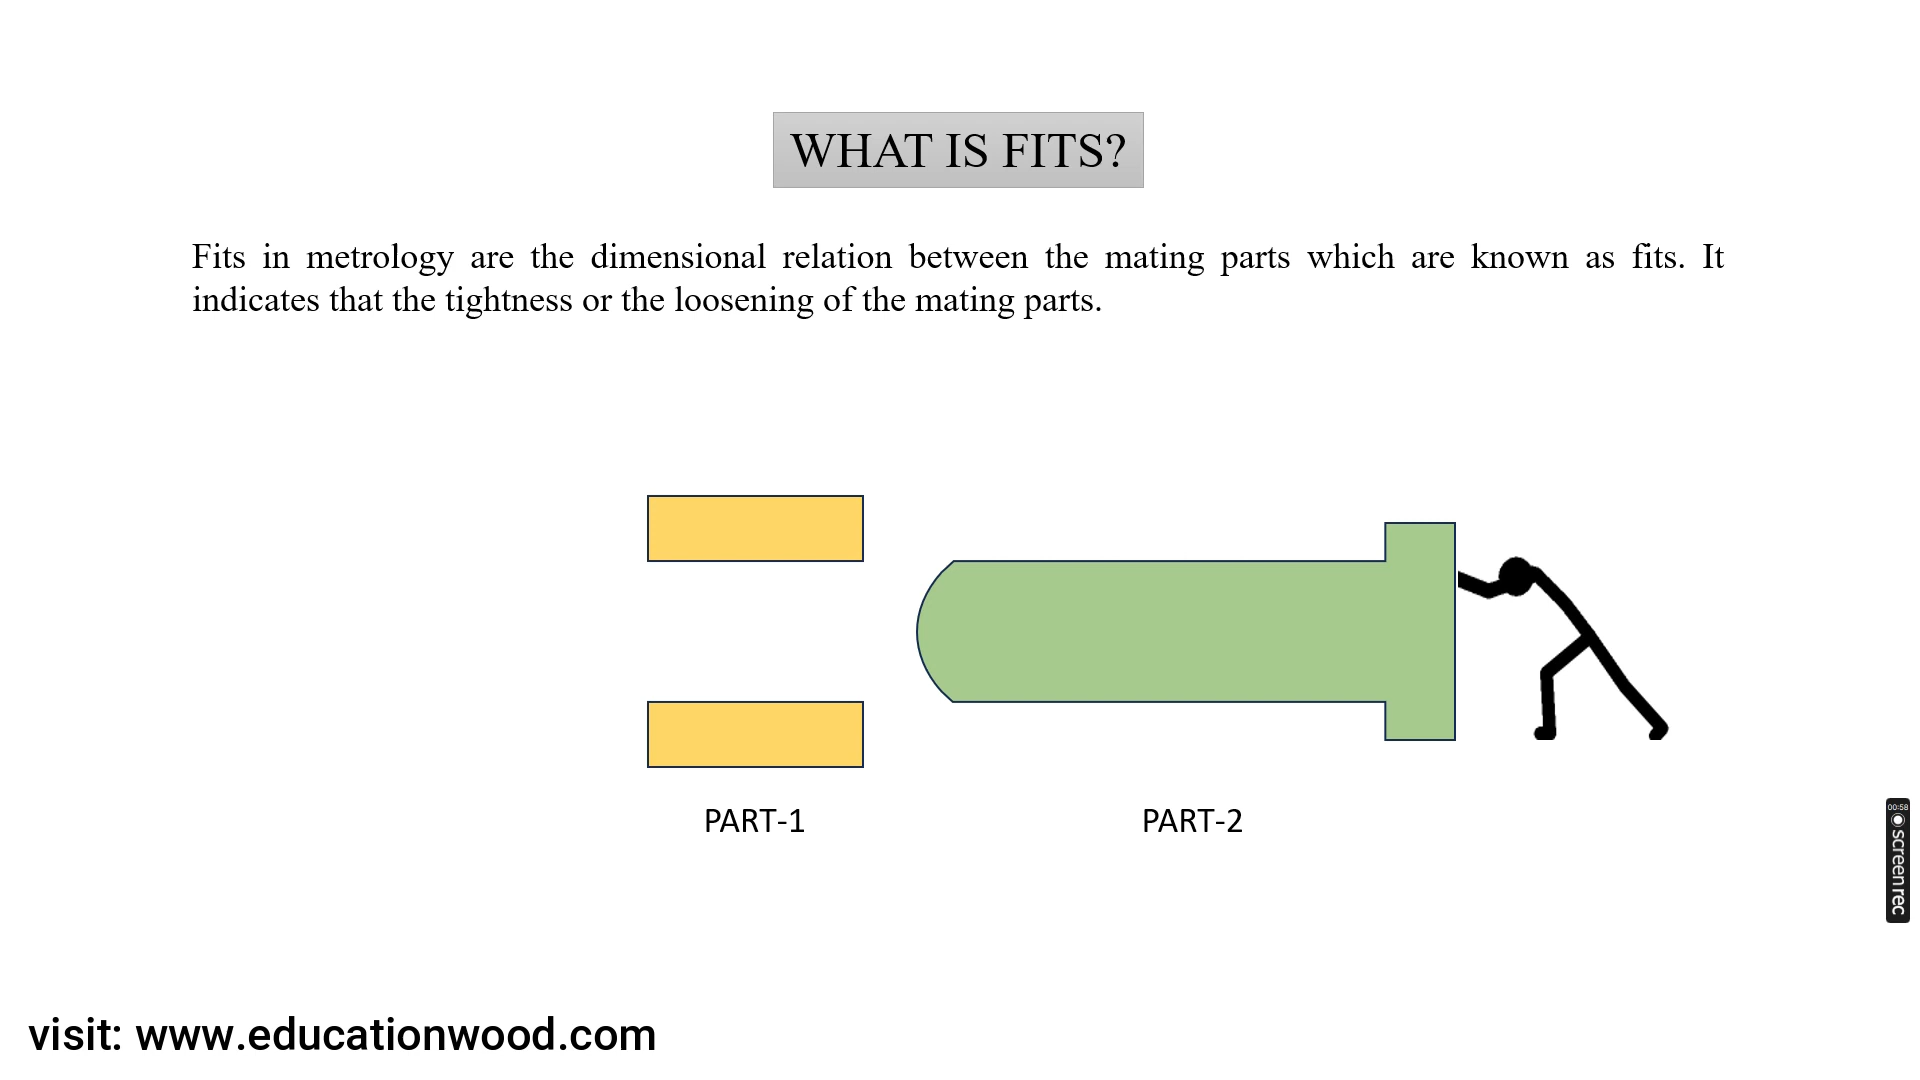 WHAT IS FITS?
Fits in metrology are the dimensional relation between the mating parts which are known as fits. It
indicates that the tightness or the loosening of the mating parts.
PART-1
PART-2
00:58
screenrec
visit: www.educationwood.com